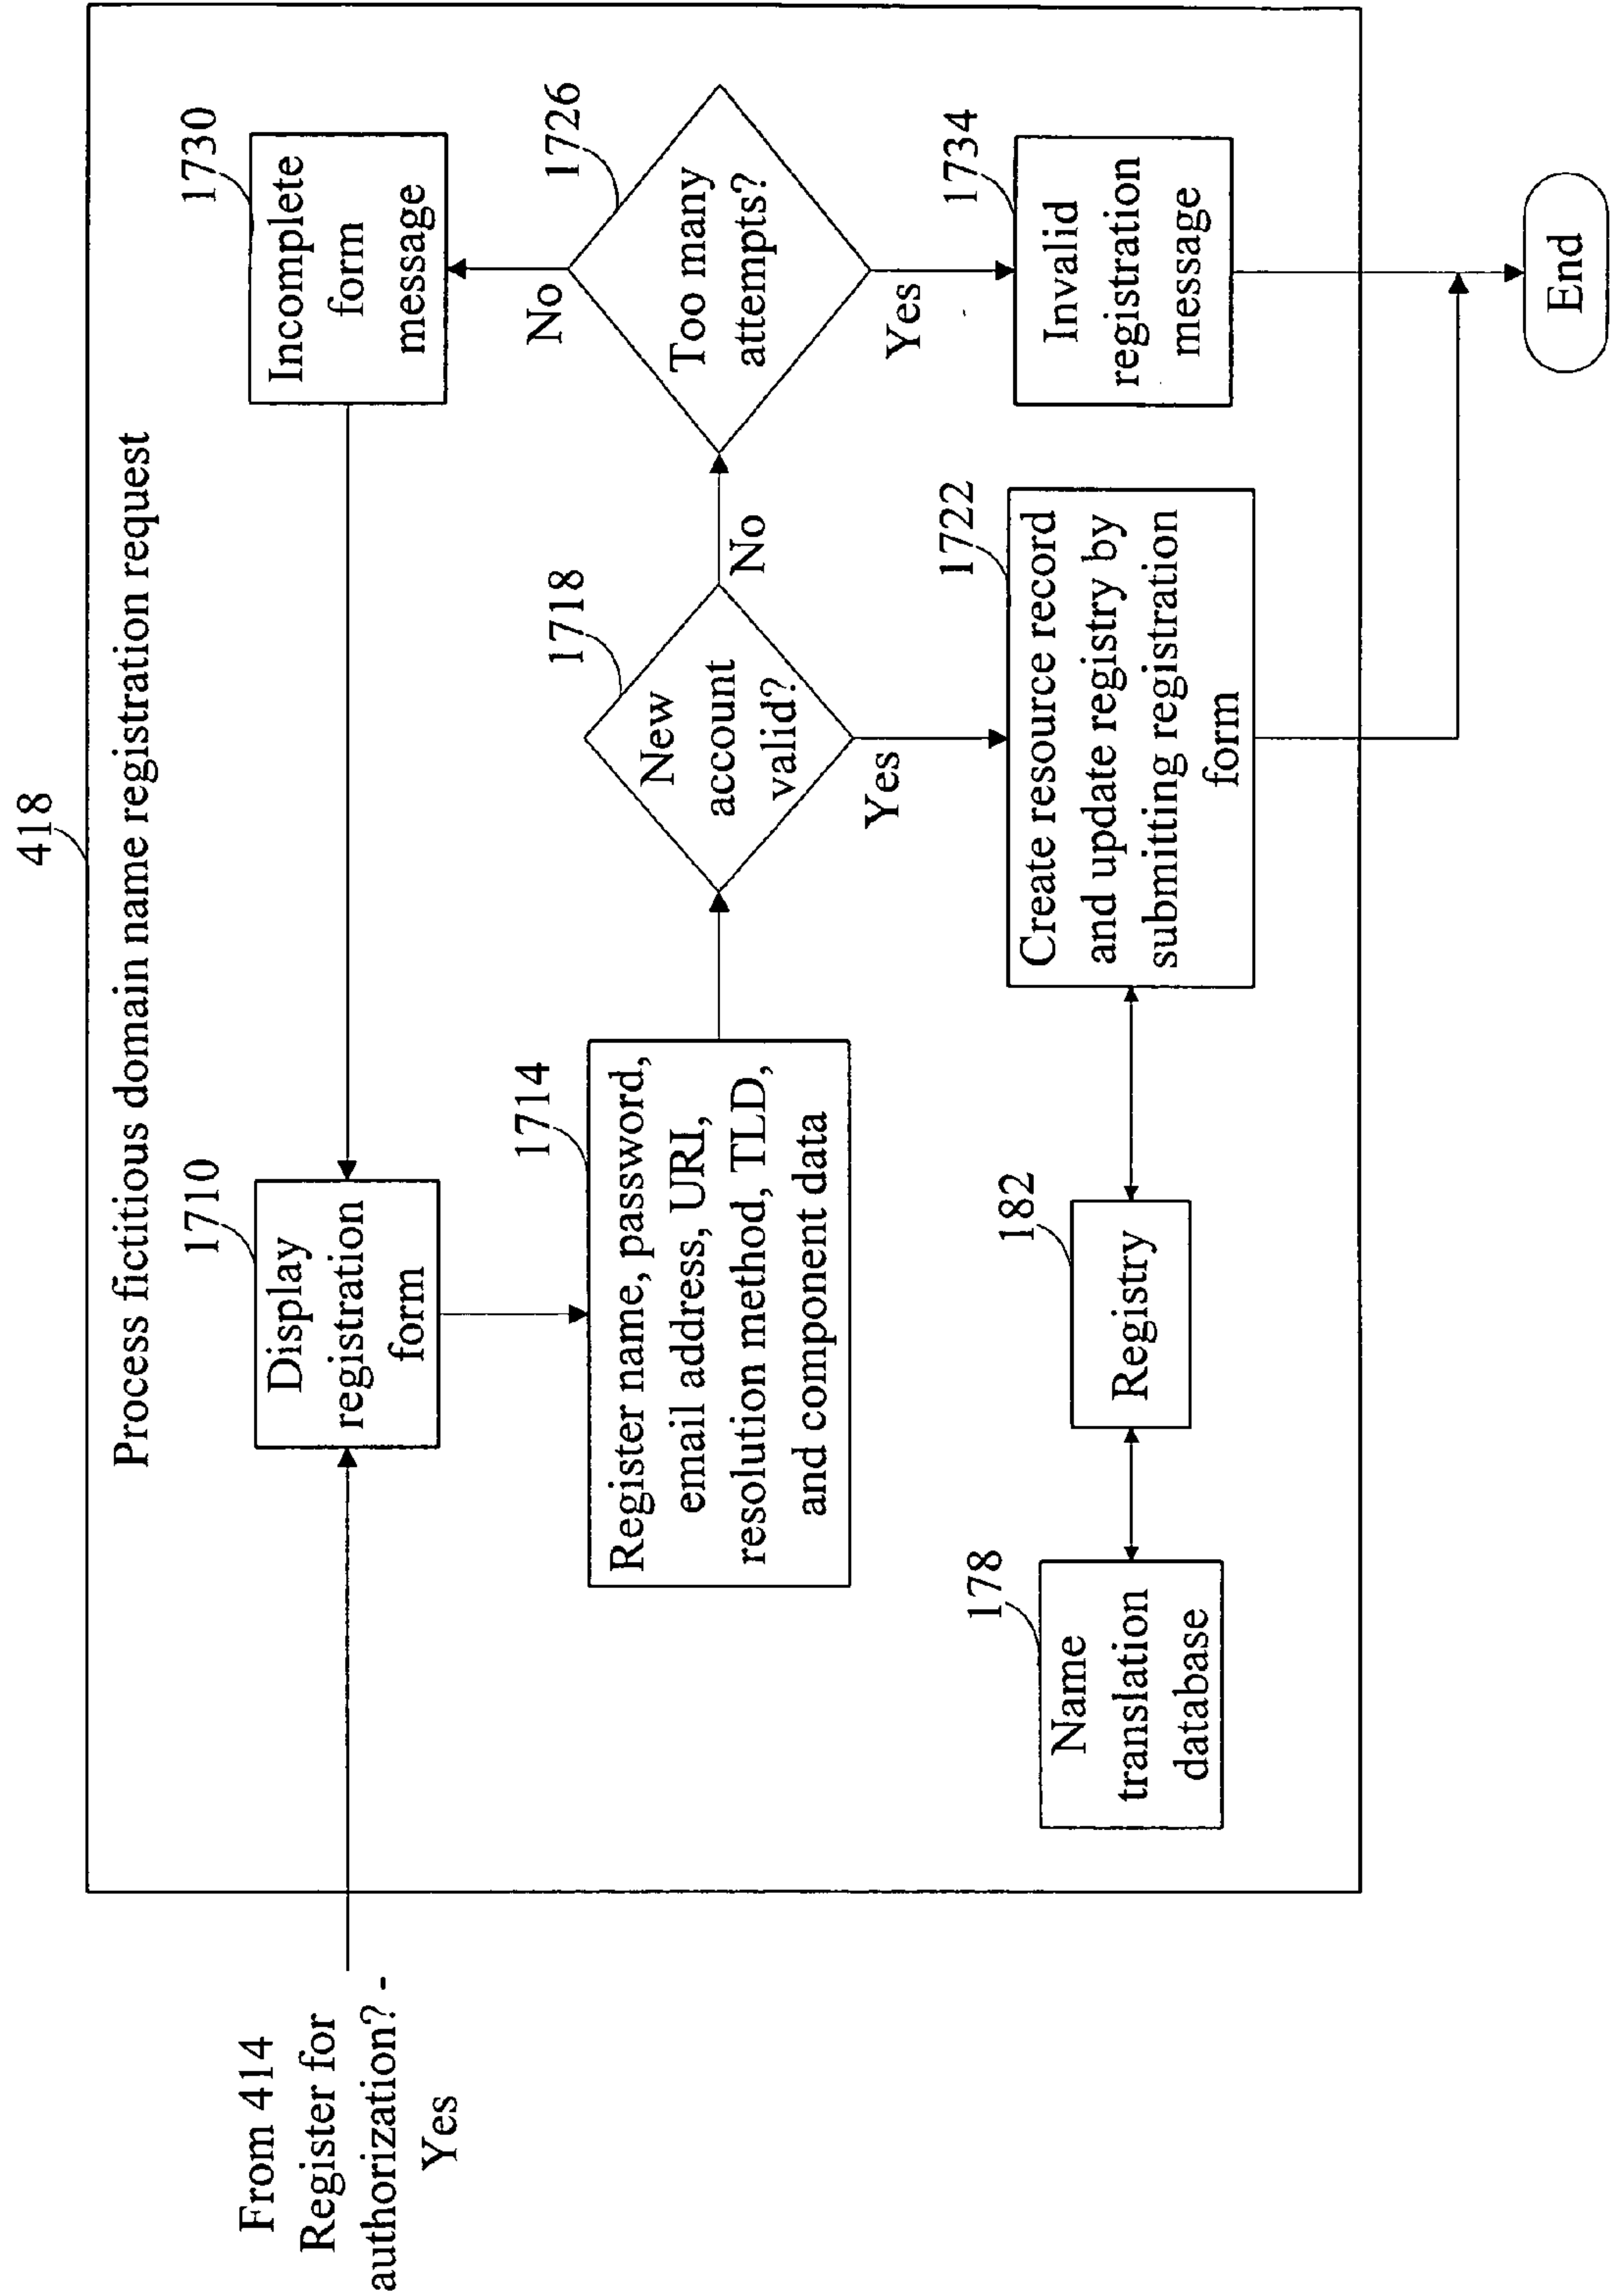 418
Process fictitious domain name registration request
From 414
Register for
authorization? -
Yes
1710
Display
registration
form
1730
Incomplete
form
message
1714
Register name, password,
email address, URI,
resolution method, TLD,
and component data
1718
New
account
valid?
No
Yes
1726
Too many
attempts?
No
Yes
178
Name
translation
database
182
Registry
1722
Create resource record
and update registry by
submitting registration
form
1734
Invalid
registration
message
End